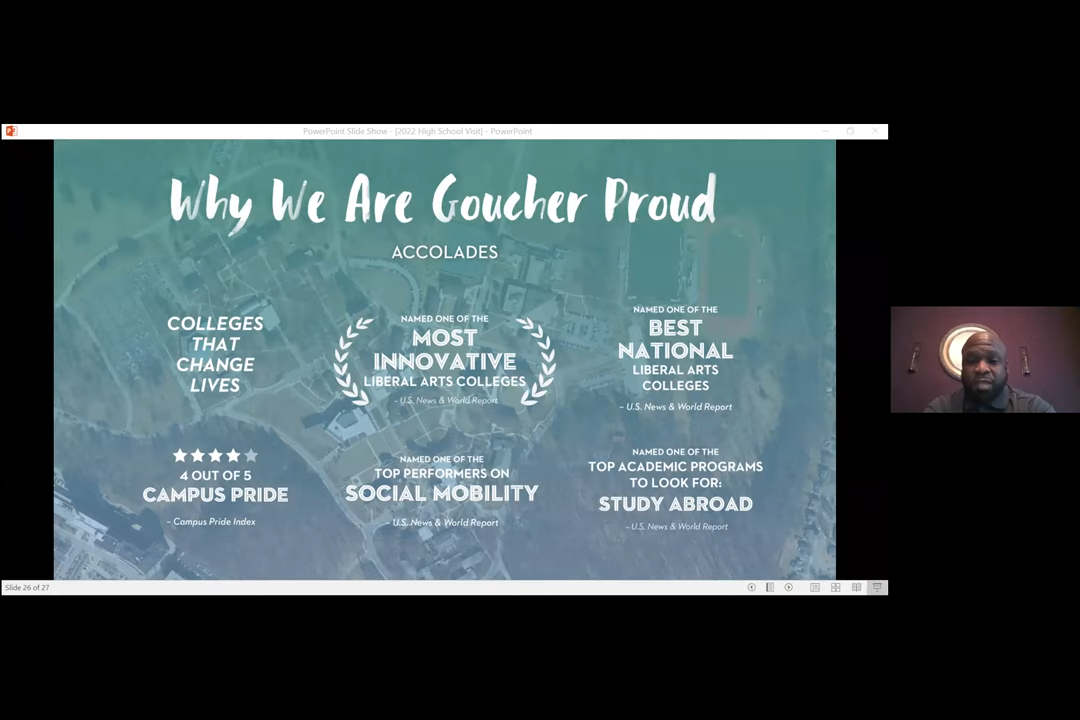 PowerPoint Slide Show - [2022 High School Visit] - PowerPoint
Why We Are Goucher Proud
ACCOLADES
COLLEGES
THAT
CHANGE
LIVES
NAMED ONE OF THE
MOST
INNOVATIVE
LIBERAL ARTS COLLEGES
- U.S. News & World Report
NAMED ONE OF THE
BEST
NATIONAL
LIBERAL ARTS
COLLEGES
- U.S. News & World Report
4 OUT OF 5
CAMPUS PRIDE
- Campus Pride Index
NAMED ONE OF THE
TOP PERFORMERS ON
SOCIAL MOBILITY
- U.S. News & World Report
NAMED ONE OF THE
TOP ACADEMIC PROGRAMS
TO LOOK FOR:
STUDY ABROAD
- U.S. News & World Report
Slide 26 of 27